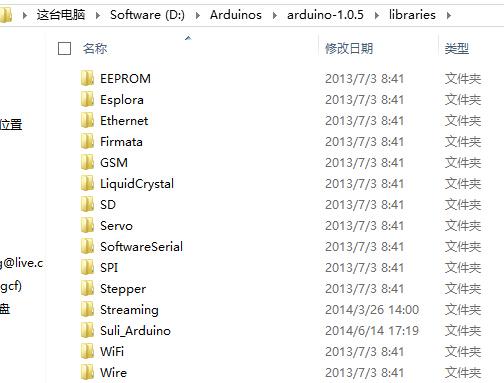 这台电脑 › Software (D:) › Arduinos › arduino-1.0.5 › libraries ›
名称 修改日期 类型
EEPROM 2013/7/3 8:41 文件夹
Esplora 2013/7/3 8:41 文件夹
Ethernet 2013/7/3 8:41 文件夹
位置
Firmata 2013/7/3 8:41 文件夹
GSM 2013/7/3 8:41 文件夹
LiquidCrystal 2013/7/3 8:41 文件夹
SD 2013/7/3 8:41 文件夹
Servo 2013/7/3 8:41 文件夹
SoftwareSerial 2013/7/3 8:41 文件夹
g@live.c
SPI 2013/7/3 8:41 文件夹
gcf)
Stepper 2013/7/3 8:41 文件夹
盘
Streaming 2014/3/26 14:00 文件夹
Suli_Arduino 2014/6/14 17:19 文件夹
WiFi 2013/7/3 8:41 文件夹
Wire 2013/7/3 8:41 文件夹